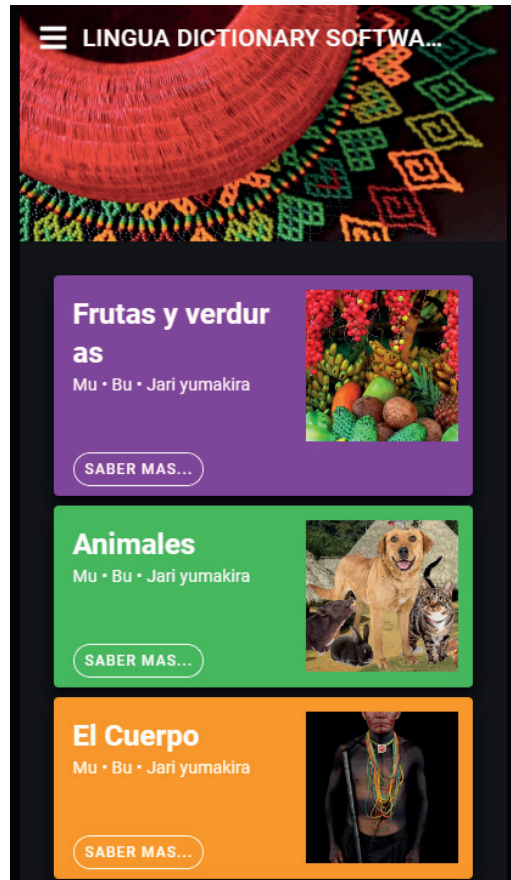 LINGUA DICTIONARY SOFTWA...
Frutas y verdur
as
Mu • Bu • Jari yumakira
SABER MAS...
Animales
Mu • Bu • Jari yumakira
SABER MAS...
El Cuerpo
Mu • Bu • Jari yumakira
SABER MAS...